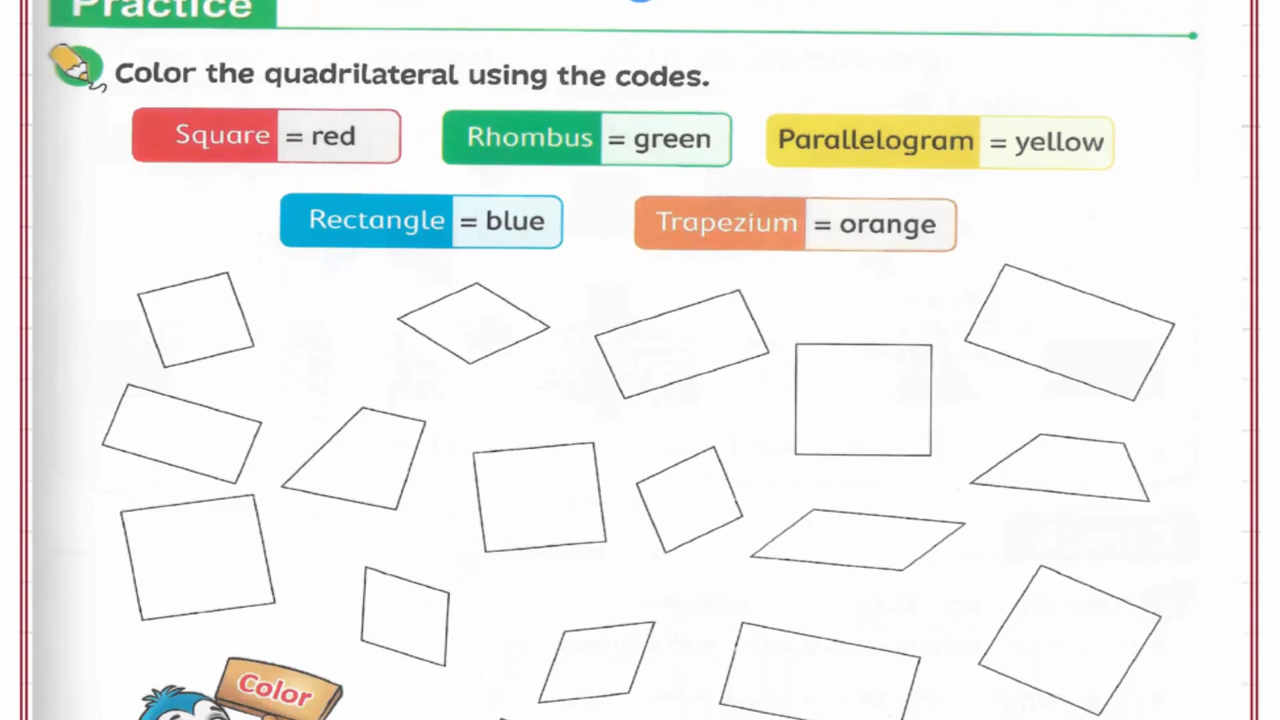 Practice
Color the quadrilateral using the codes.
Square = red
Rhombus = green
Parallelogram = yellow
Rectangle = blue
Trapezium = orange
Color